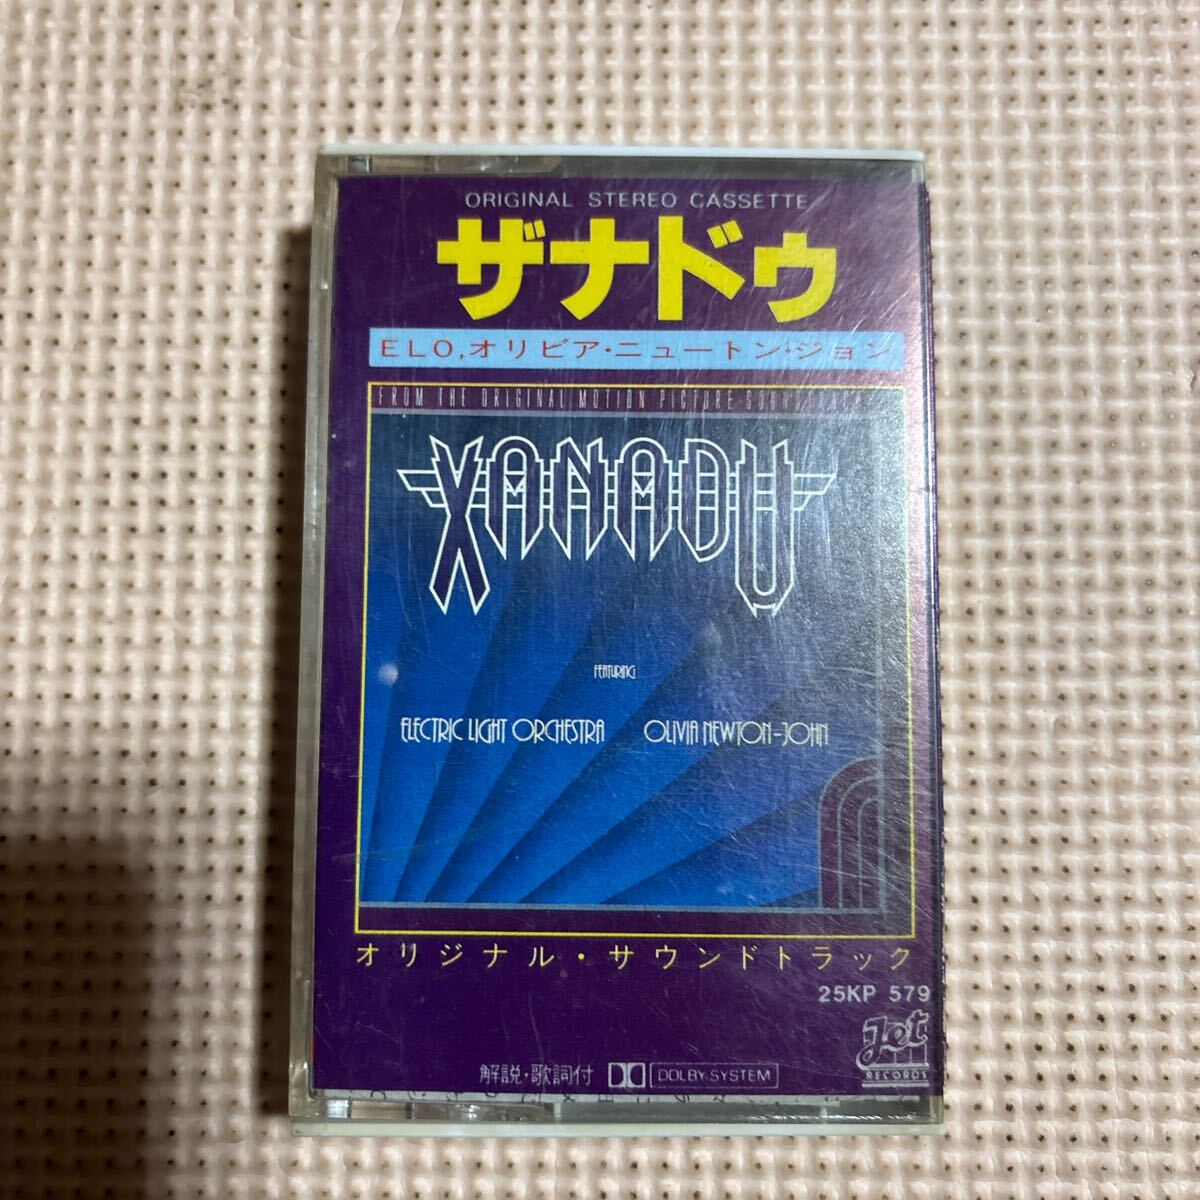 ORIGINAL STEREO CASSETTE
ザナドゥ
ELO,オリビア・ニュートン・ジョン
FROM THE ORIGINAL MOTION PICTURE
XANADU
FEATURING
ELECTRIC LIGHT ORCHESTRA OLIVIA NEWTON-JOHN
オリジナル・サウンドトラック
25KP 579
Jet
RECORDS
解説・歌詞付 DOLBY SYSTEM